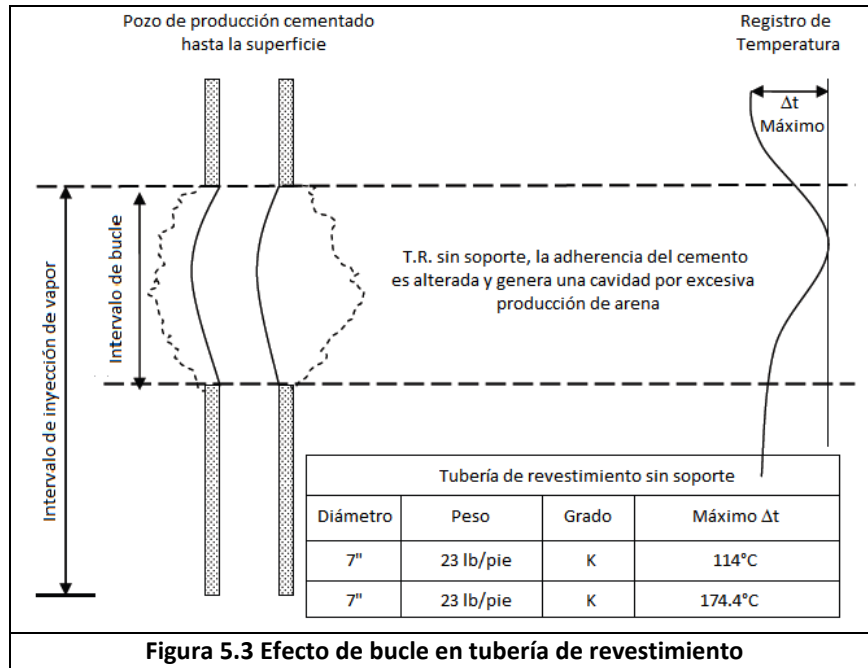 Pozo de producción cementado
hasta la superficie
Registro de
Temperatura
Δt
Máximo
Intervalo de inyección de vapor
Intervalo de bucle
T.R. sin soporte, la adherencia del cemento
es alterada y genera una cavidad por excesiva
producción de arena
Tubería de revestimiento sin soporte
Diámetro Peso Grado Máximo Δt
7" 23 lb/pie K 114°C
7" 23 lb/pie K 174.4°C
Figura 5.3 Efecto de bucle en tubería de revestimiento